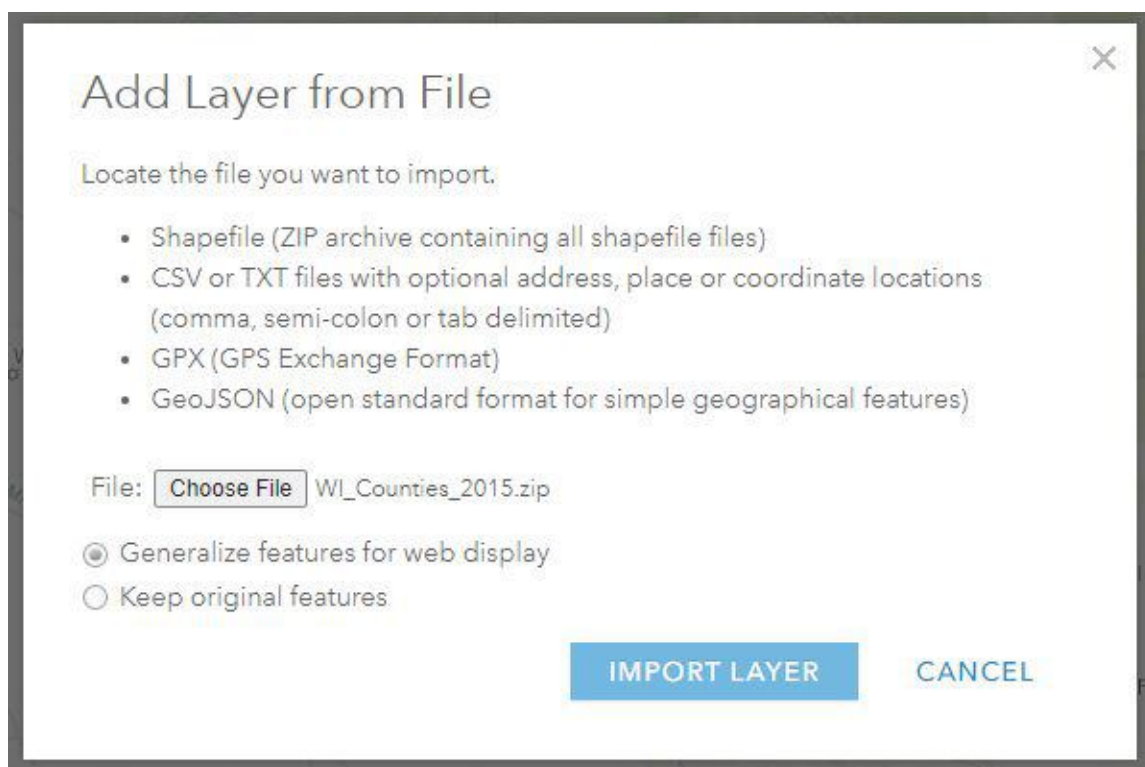 Add Layer from File
Locate the file you want to import.
• Shapefile (ZIP archive containing all shapefile files)
• CSV or TXT files with optional address, place or coordinate locations
(comma, semi-colon or tab delimited)
• GPX (GPS Exchange Format)
• GeoJSON (open standard format for simple geographical features)
File: Choose File WI_Counties_2015.zip
Generalize features for web display
Keep original features
IMPORT LAYER CANCEL